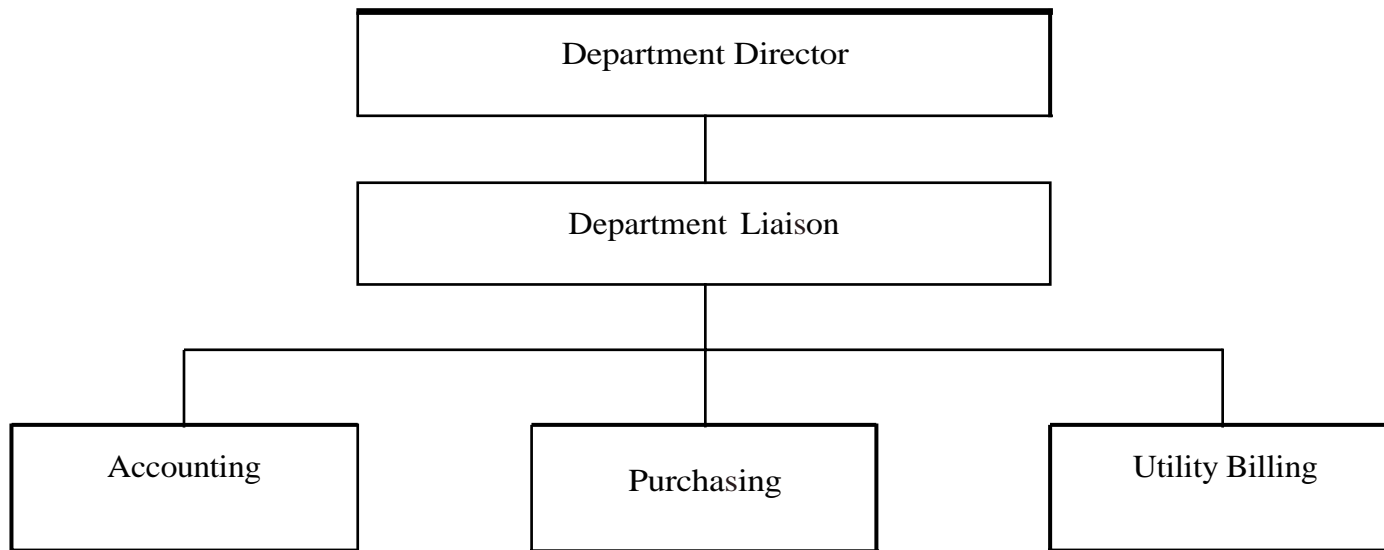 Department Director
Department Liaison
Accounting
Purchasing
Utility Billing